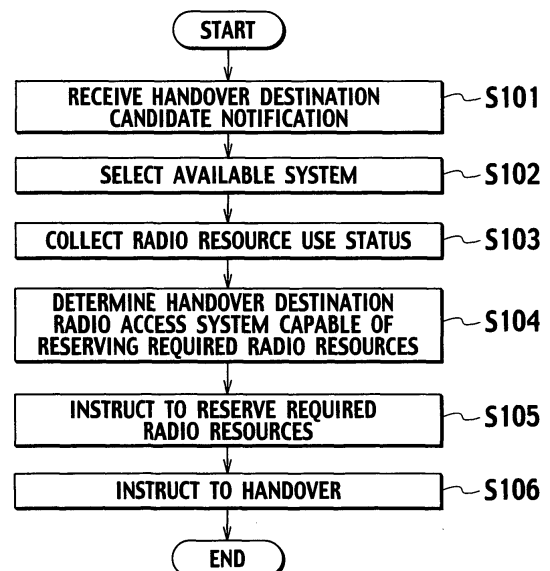 START
RECEIVE HANDOVER DESTINATION
CANDIDATE NOTIFICATION
S101
SELECT AVAILABLE SYSTEM
S102
COLLECT RADIO RESOURCE USE STATUS
S103
DETERMINE HANDOVER DESTINATION
RADIO ACCESS SYSTEM CAPABLE OF
RESERVING REQUIRED RADIO RESOURCES
S104
INSTRUCT TO RESERVE REQUIRED
RADIO RESOURCES
S105
INSTRUCT TO HANDOVER
S106
END